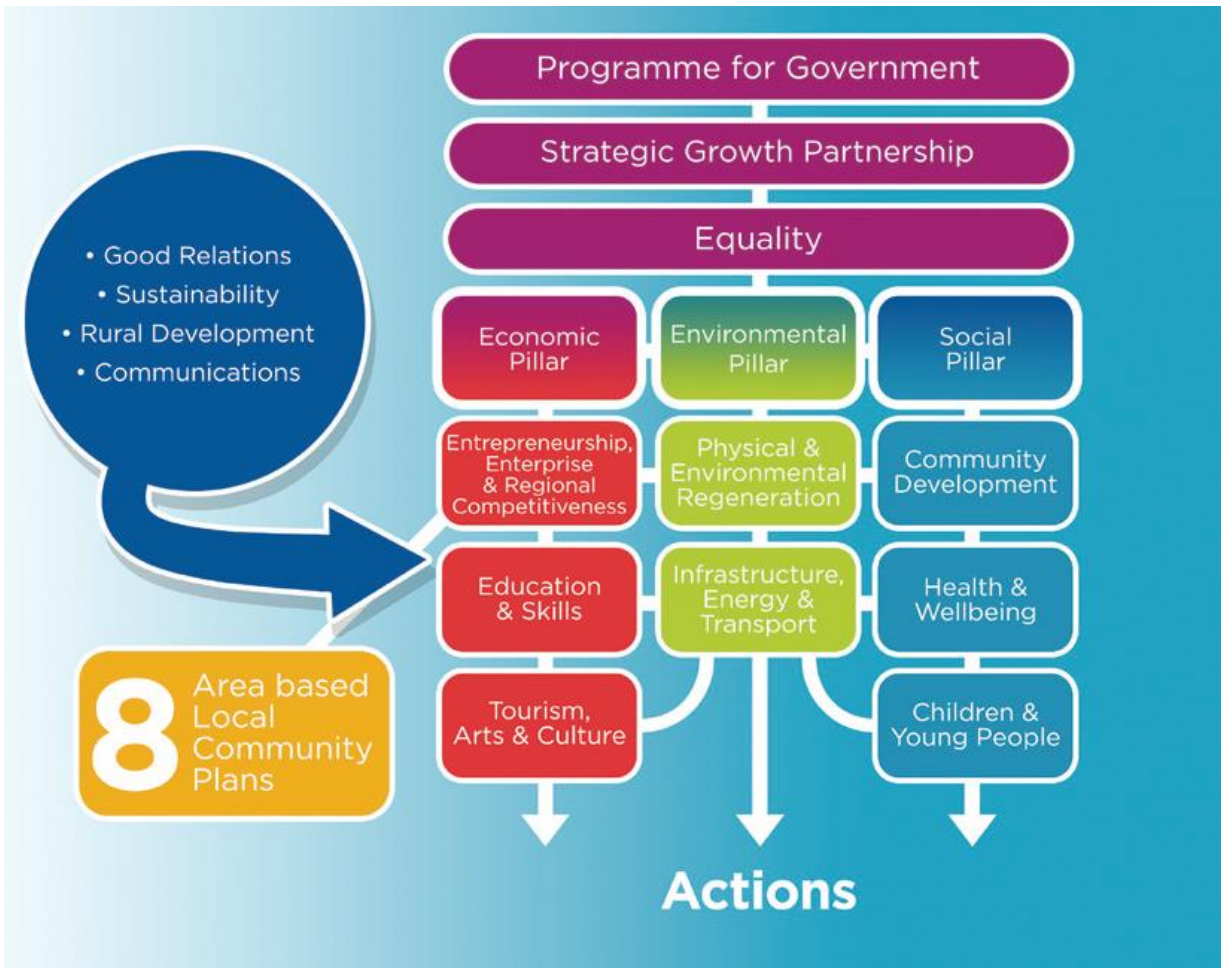 Programme for Government
Strategic Growth Partnership
Equality
• Good Relations
• Sustainability
• Rural Development
• Communications
Economic
Pillar
Environmental
Pillar
Social
Pillar
Entrepreneurship,
Enterprise
& Regional
Competitiveness
Physical &
Environmental
Regeneration
Community
Development
Education
& Skills
Infrastructure,
Energy &
Transport
Health &
Wellbeing
8
Area based
Local
Community
Plans
Tourism,
Arts & Culture
Children &
Young People
Actions